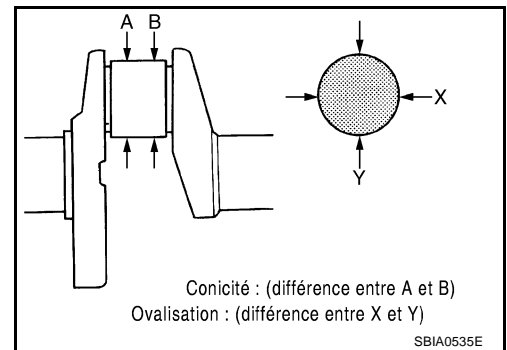 A B
X
Y
Conicité : (différence entre A et B)
Ovalisation : (différence entre X et Y)
SBIA0535E